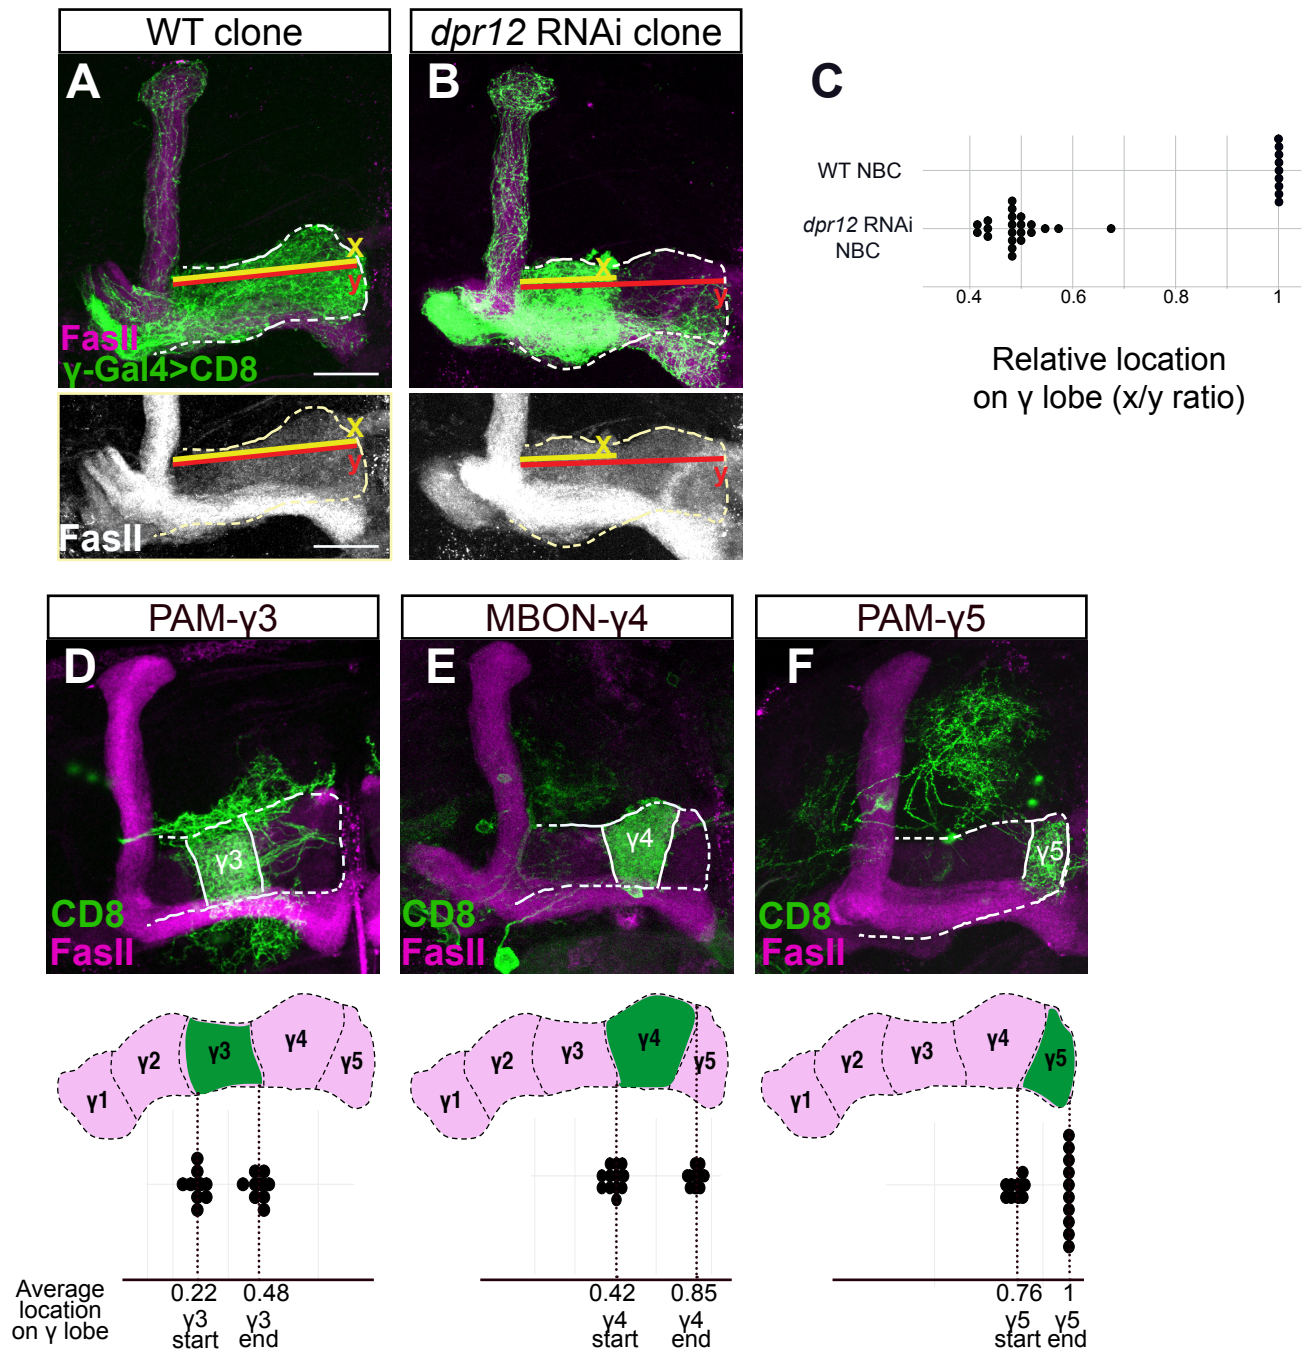 WT clone
dpr12 RNAi clone
A
B
C
x
y
x
y
FasII
γ-Gal4>CD8
x
y
x
y
FasII
WT NBC
dpr12 RNAi
NBC
0.4
0.6
0.8
1
Relative location
on γ lobe (x/y ratio)
PAM-γ3
MBON-γ4
PAM-γ5
D
E
F
γ3
γ4
γ5
CD8
FasII
CD8
FasII
CD8
FasII
γ1
γ2
γ3
γ4
γ5
γ1
γ2
γ3
γ4
γ5
γ1
γ2
γ3
γ4
γ5
Average
location
on γ lobe
0.22
γ3
start
0.48
γ3
end
0.42
γ4
start
0.85
γ4
end
0.76
γ5
start
1
γ5
end